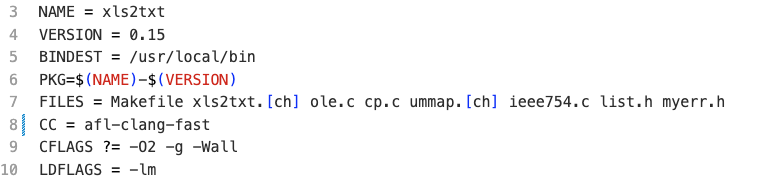 3 NAME = xls2txt
4 VERSION = 0.15
5 BINDEST = /usr/local/bin
6 PKG=$(NAME)-$(VERSION)
7 FILES = Makefile xls2txt.[ch] ole.c cp.c ummap.[ch] ieee754.c list.h myerr.h
8 CC = afl-clang-fast
9 CFLAGS ?= -O2 -g -Wall
10 LDFLAGS = -lm